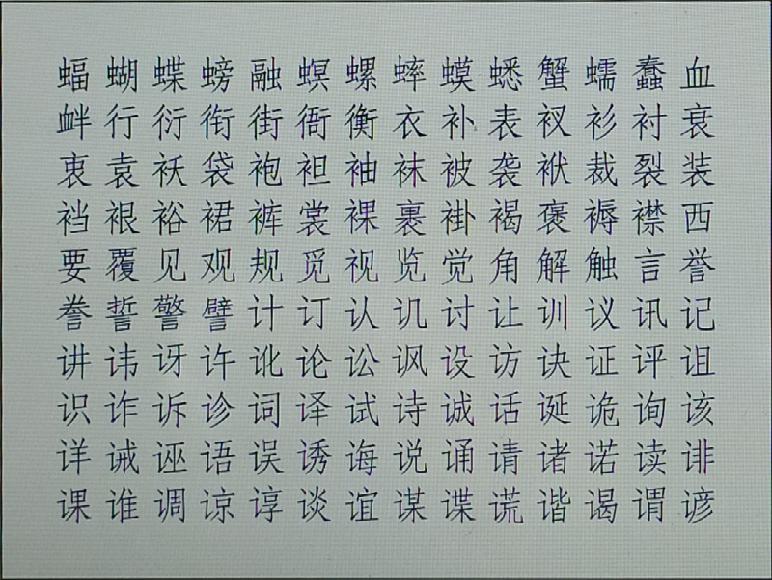 蝠蝴蝶螃融螟螺蟀蟆蟋蟹蠕蠢血
衅行衍衔街衙衡衣补表衩衫衬衰
衷袁袄袋袍袒袖袜被袭袱裁裂装
裆裉裕裙裤裳裸裹褂褐褒褥襟西
要覆见观规觅视览觉角解触言誉
誊誓警譬计订认讥讨让训议讯记
讲讳讶许讹论讼讽设访诀证评诅
识诈诉诊词译试诗诚话诞诡询该
详诫诬语误诱诲说诵请诸诺读诽
课谁调谅谆谈谊谋谍谎谐谒谓谚